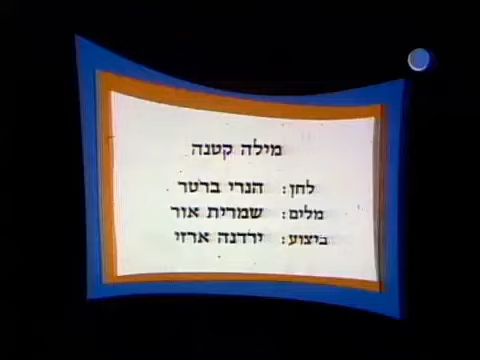 מילה קטנה
לחן: הנרי ברטר
מלים: שמרית אור
ביצוע: ירדנה ארזי